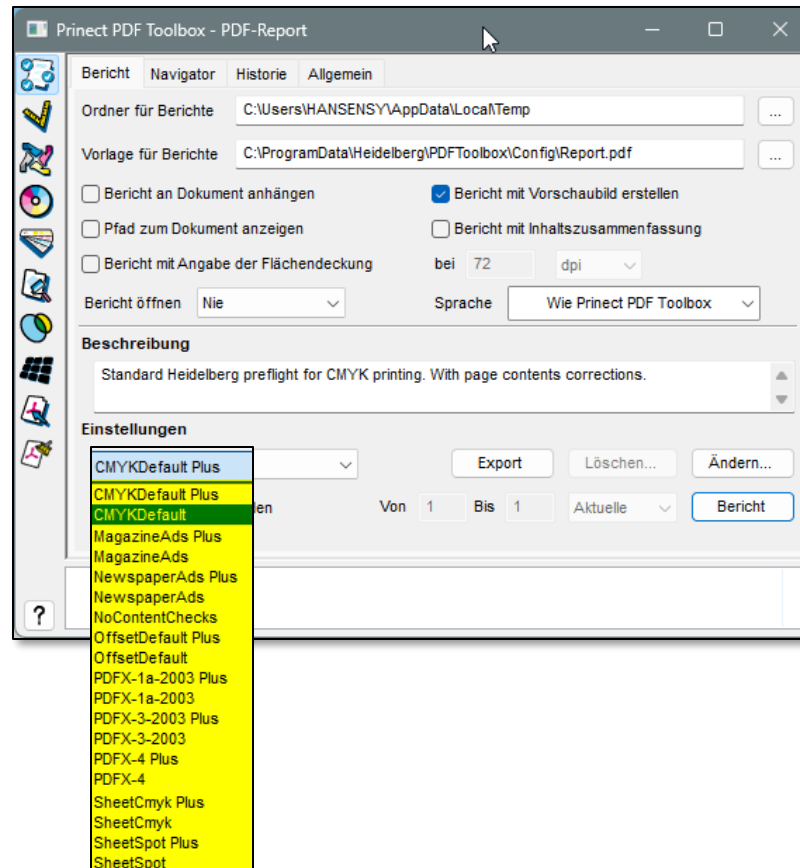 Prinect PDF Toolbox - PDF-Report
Bericht Navigator Historie Allgemein
Ordner für Berichte C:\Users\HANSENSY\AppData\Local\Temp ...
Vorlage für Berichte C:\ProgramData\Heidelberg\PDFToolbox\Config\Report.pdf ...
Bericht an Dokument anhängen Bericht mit Vorschaubild erstellen
Pfad zum Dokument anzeigen Bericht mit Inhaltszusammenfassung
Bericht mit Angabe der Flächendeckung bei 72 dpi
Bericht öffnen Nie Sprache Wie Prinect PDF Toolbox
Beschreibung
Standard Heidelberg preflight for CMYK printing. With page contents corrections.
Einstellungen
CMYKDefault Plus Export Löschen... Ändern...
CMYKDefault Plus
CMYKDefault Von 1 Bis 1 Aktuelle Bericht
MagazineAds Plus
MagazineAds
NewspaperAds Plus
NewspaperAds
NoContentChecks
OffsetDefault Plus
OffsetDefault
PDFX-1a-2003 Plus
PDFX-1a-2003
PDFX-3-2003 Plus
PDFX-3-2003
PDFX-4 Plus
PDFX-4
SheetCmyk Plus
SheetCmyk
SheetSpot Plus
SheetSpot
?